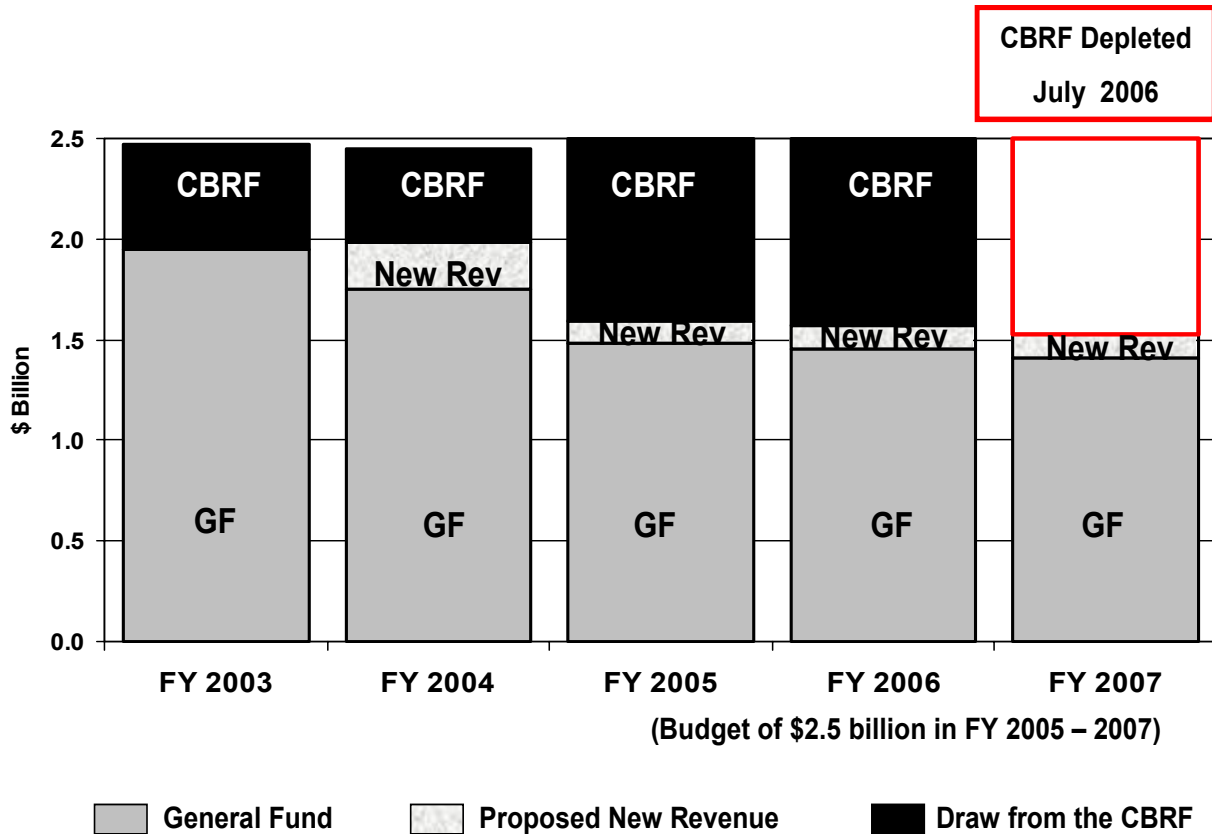 CBRF Depleted
July 2006
2.5
2.0
1.5
1.0
0.5
0.0
$ Billion
CBRF
GF
CBRF
New Rev
GF
CBRF
New Rev
GF
CBRF
New Rev
GF
New Rev
GF
FY 2003
FY 2004
FY 2005
FY 2006
FY 2007
(Budget of $2.5 billion in FY 2005 – 2007)
General Fund
Proposed New Revenue
Draw from the CBRF